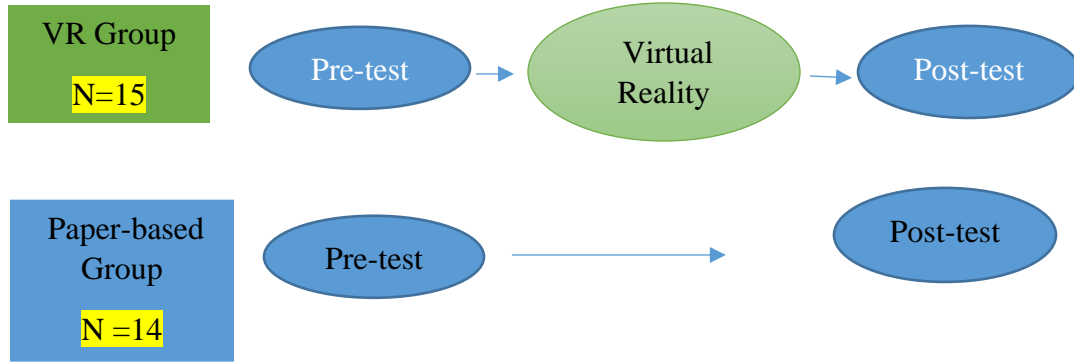 VR Group
N=15
Pre-test
Virtual
Reality
Post-test
Paper-based
Group
N =14
Pre-test
Post-test